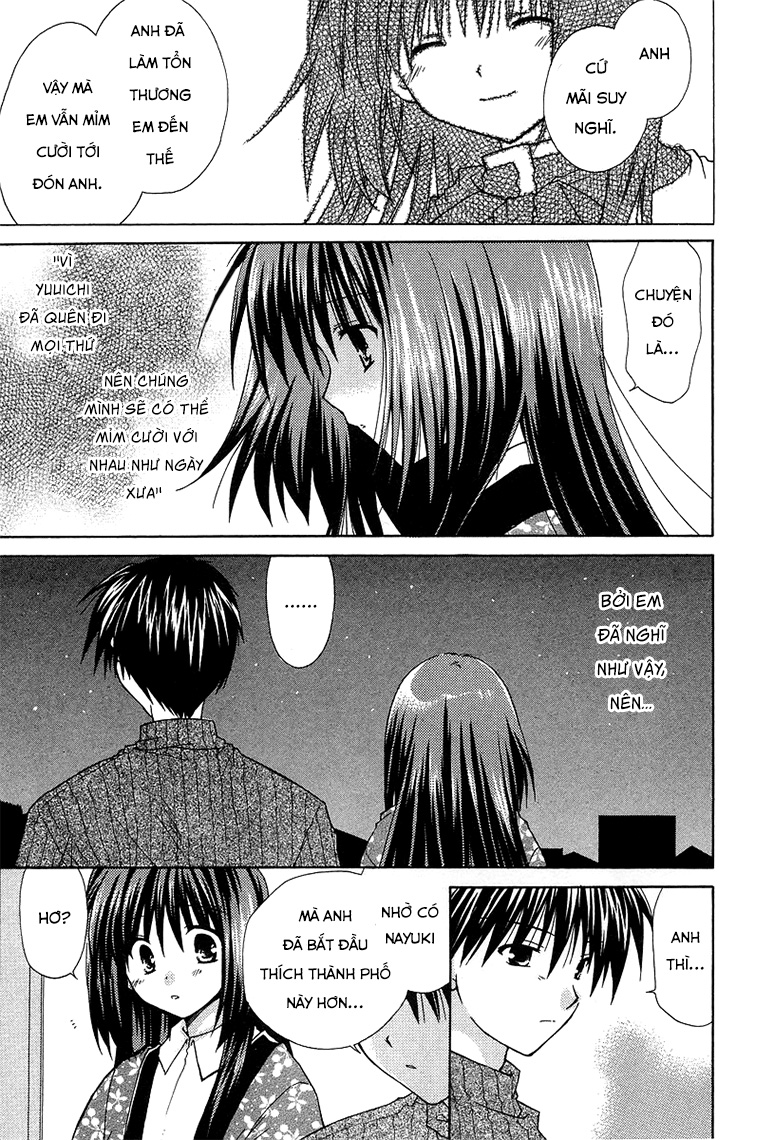 ANH
CỨ
MÃI SUY
NGHĨ.
ANH ĐÃ
LÀM TỔN
THƯƠNG
EM ĐẾN
THẾ
VẬY MÀ
EM VẪN MỈM
CƯỜI TỚI
ĐÓN ANH.
CHUYỆN
ĐÓ
LÀ...
"VÌ
YUUICHI
ĐÃ QUÊN ĐI
MỌI THỨ
NÊN CHÚNG
MÌNH SẼ CÓ THỂ
MỈM CƯỜI VỚI
NHAU NHƯ NGÀY
XƯA"
BỞI EM
ĐÃ NGHĨ
NHƯ VẬY,
NÊN...
......
ANH
THÌ...
NHỜ CÓ
NAYUKI
MÀ ANH
ĐÃ BẮT ĐẦU
THÍCH THÀNH PHỐ
NÀY HƠN...
HƠ?